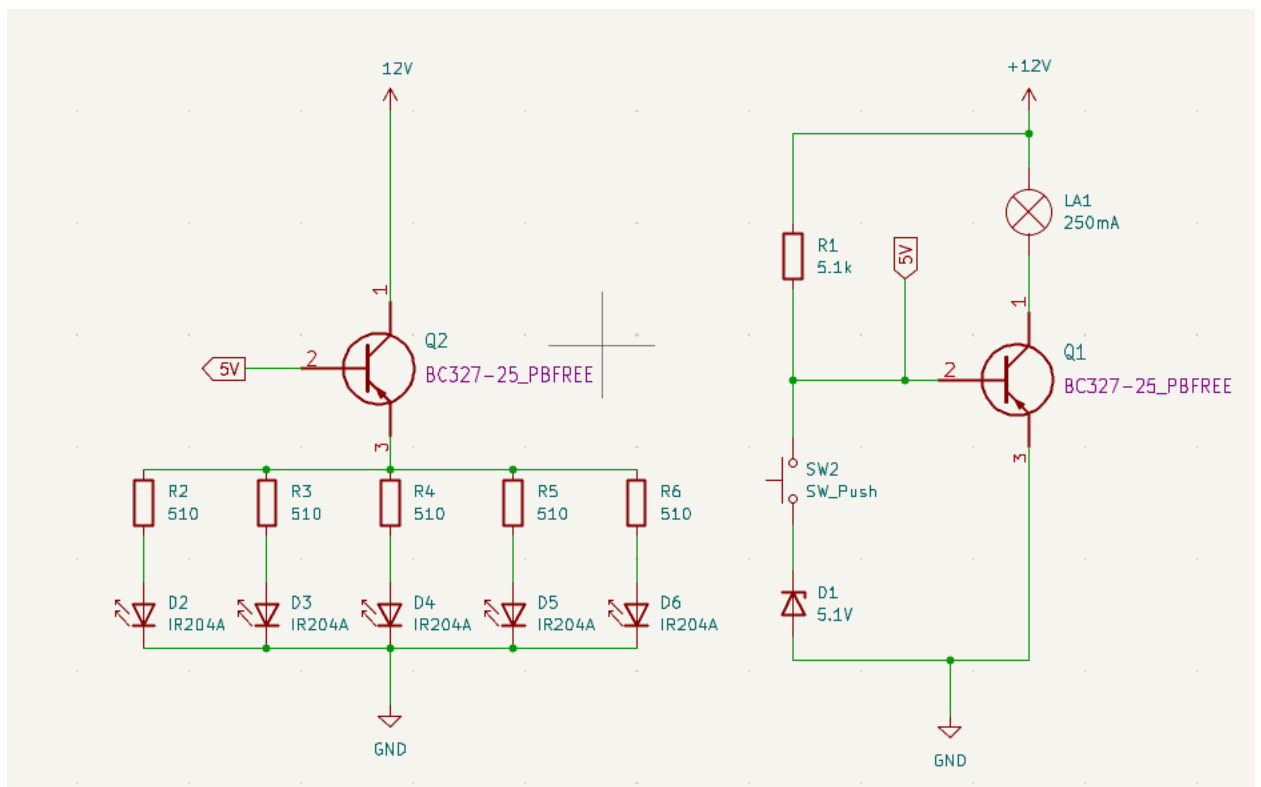 12V
1
Q2
BC327-25_PBFREE
2
5V
3
R2
510
R3
510
R4
510
R5
510
R6
510
D2
IR204A
D3
IR204A
D4
IR204A
D5
IR204A
D6
IR204A
GND
+12V
LA1
250mA
R1
5.1k
5V
1
Q1
BC327-25_PBFREE
2
3
SW2
SW_Push
D1
5.1V
GND